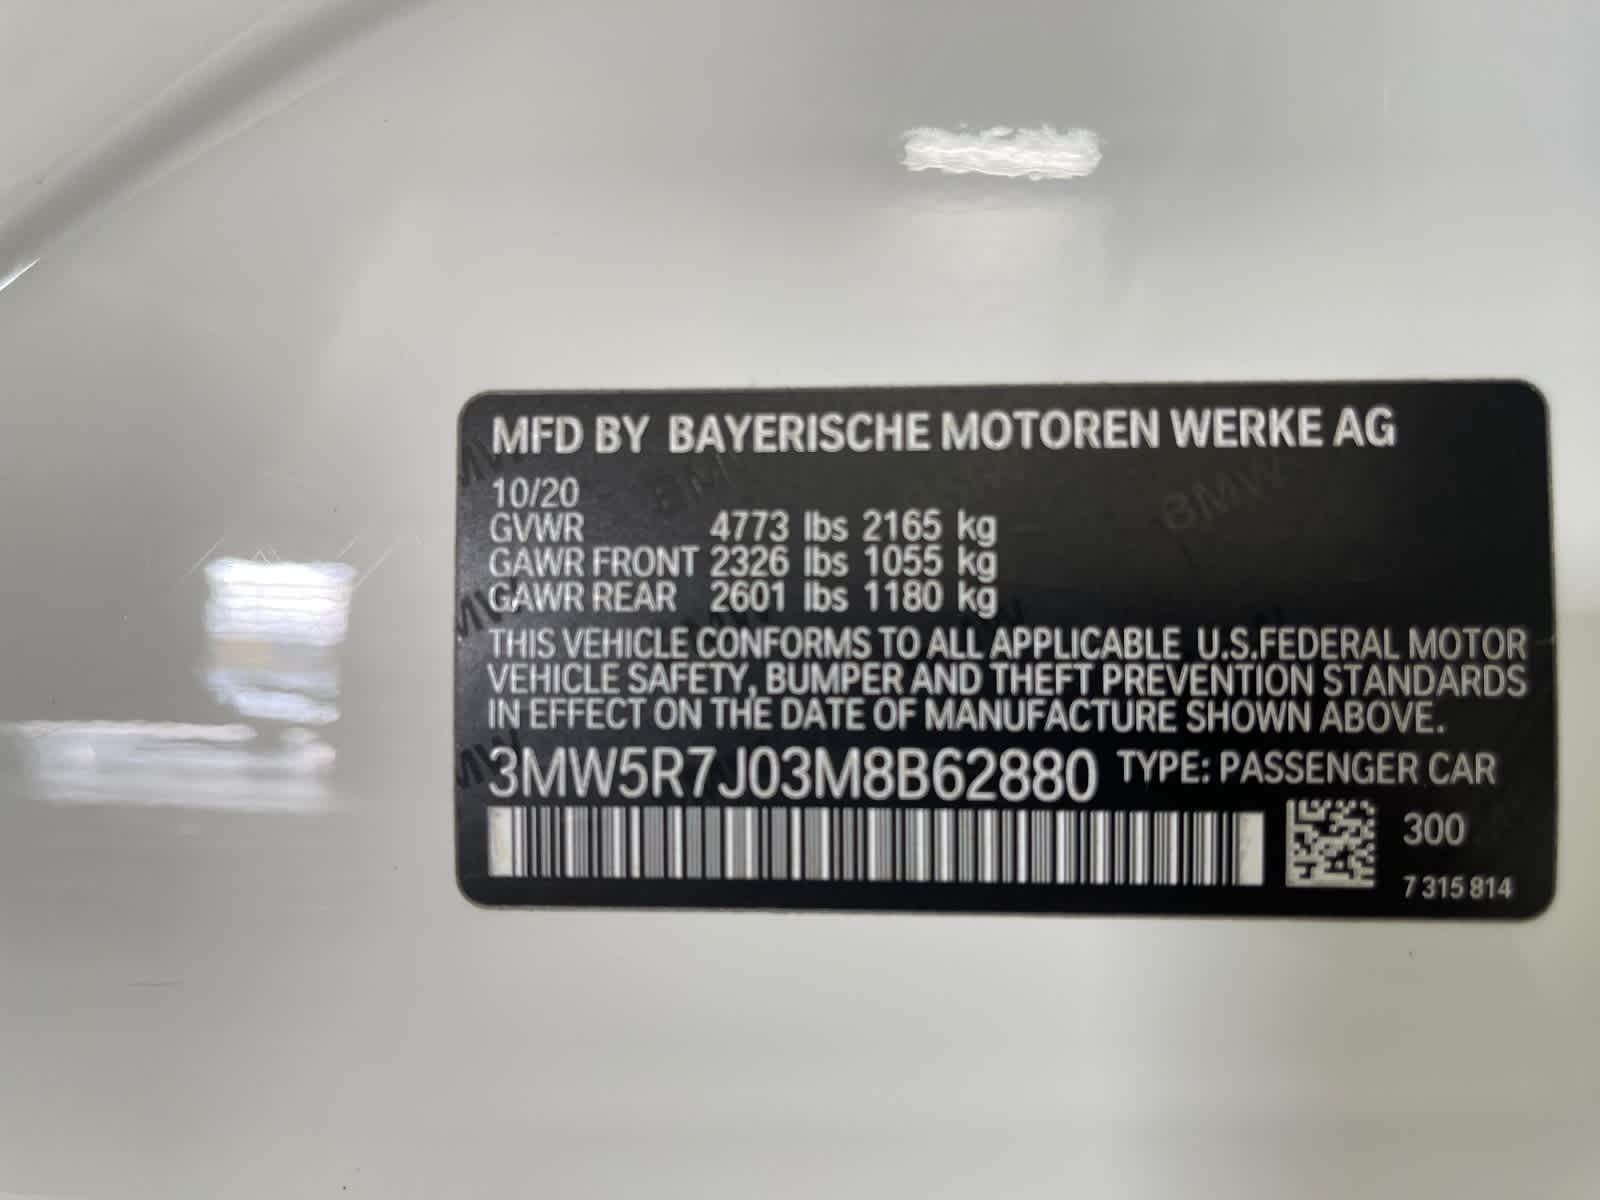 MFD BY BAYERISCHE MOTOREN WERKE AG
10/20
GVWR 4773 lbs 2165 kg
GAWR FRONT 2326 lbs 1055 kg
GAWR REAR 2601 lbs 1180 kg
THIS VEHICLE CONFORMS TO ALL APPLICABLE U.S.FEDERAL MOTOR
VEHICLE SAFETY, BUMPER AND THEFT PREVENTION STANDARDS
IN EFFECT ON THE DATE OF MANUFACTURE SHOWN ABOVE.
3MW5R7J03M8B62880 TYPE: PASSENGER CAR
300
7 315 814